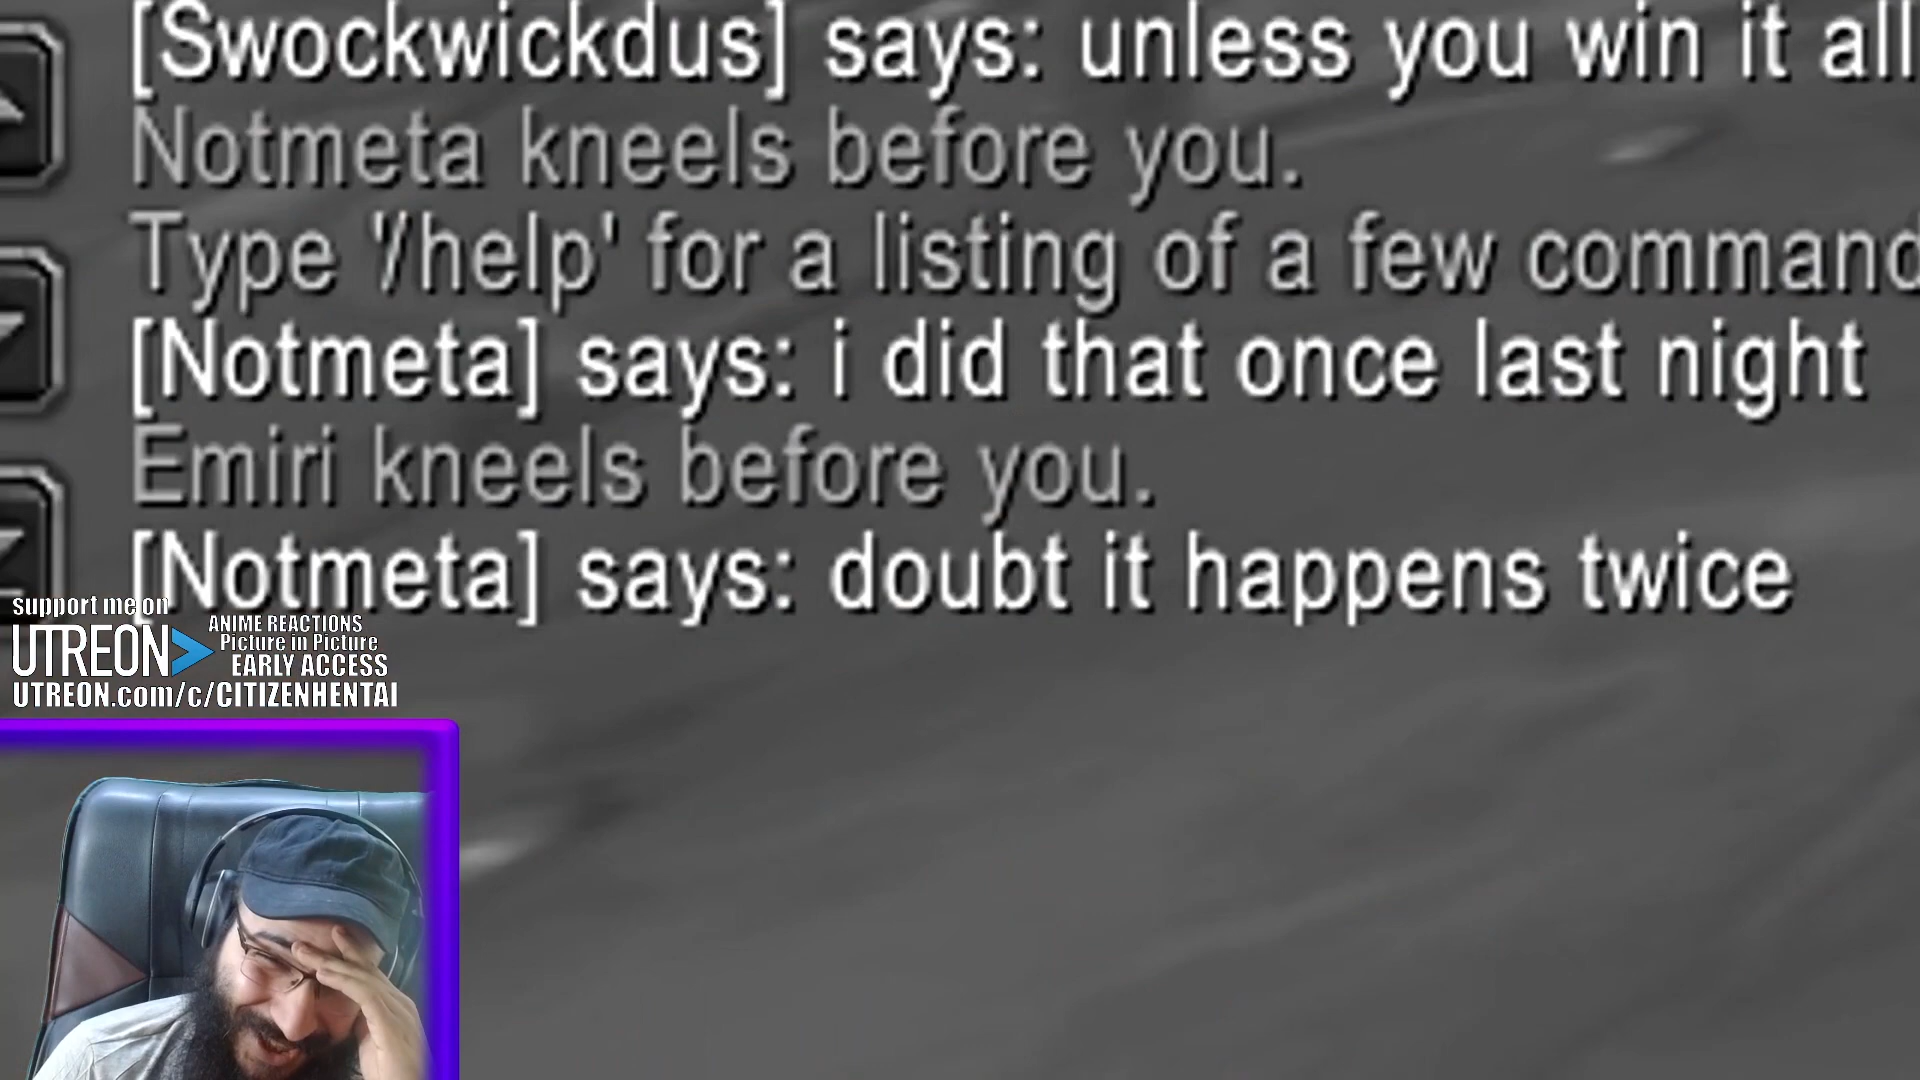 [Swockwickdus] says: unless you win it all
Notmeta kneels before you.
Type '/help' for a listing of a few command
[Notmeta] says: i did that once last night
Emiri kneels before you.
[Notmeta] says: doubt it happens twice
support me on
UTREON
ANIME REACTIONS
Picture in Picture
EARLY ACCESS
UTREON.com/c/CITIZENHENTAI